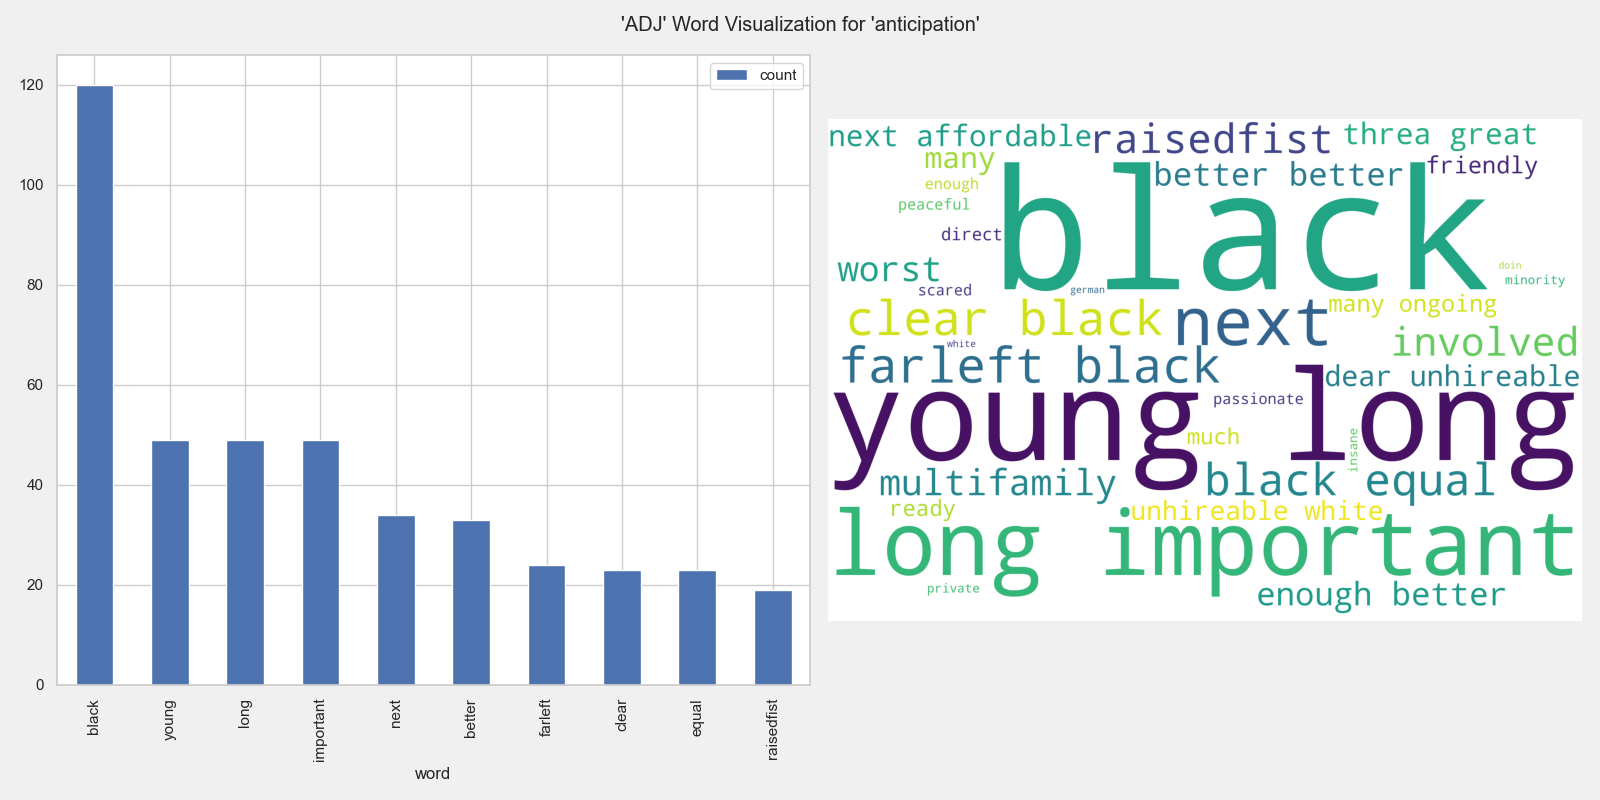 'ADJ' Word Visualization for 'anticipation'
count
120
100
80
60
40
20
0
black
young
long
important
next
better
farleft
clear
equal
raisedfist
word
next affordable
raisedfist
threa great
many
better better
friendly
enough
peaceful
black
direct
worst
doin
minority
scared
german
clear black
next
many ongoing
white
involved
farleft black
dear unhireable
young long
passionate
much
insane
multifamily
black equal
ready
unhireable white
long important
private
enough better